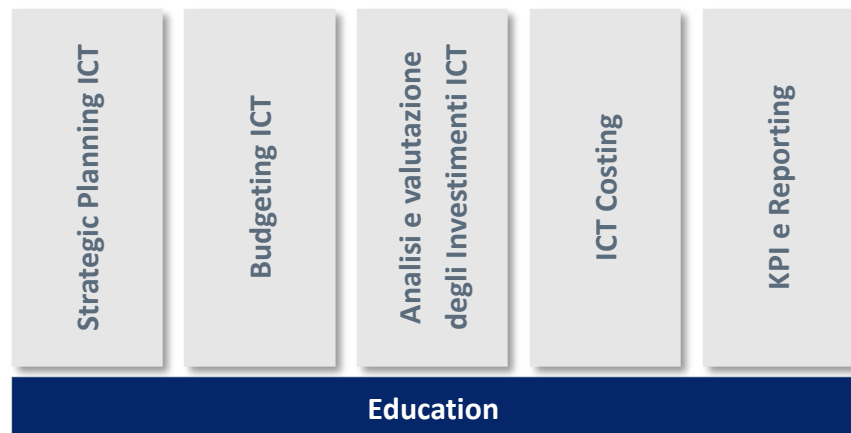 Strategic Planning ICT
Budgeting ICT
Analisi e valutazione
degli Investimenti ICT
ICT Costing
KPI e Reporting
Education